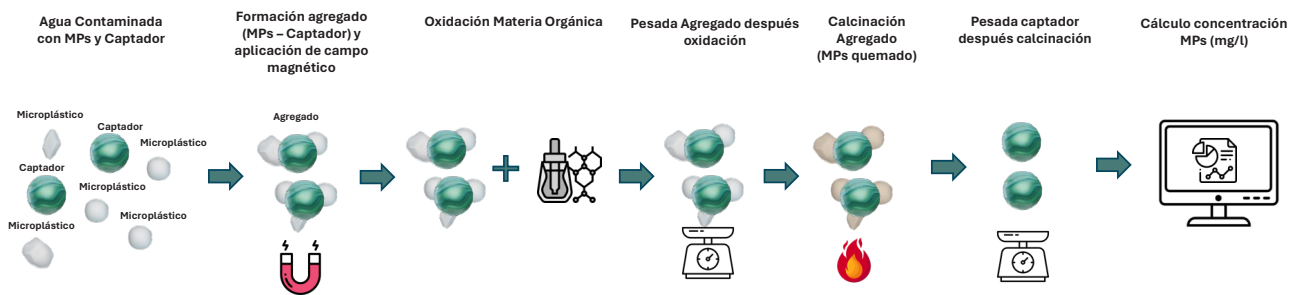 Agua Contaminada
con MPs y Captador
Formación agregado
(MPs – Captador) y
aplicación de campo
magnético
Oxidación Materia Orgánica
Pesada Agregado después
oxidación
Calcinación
Agregado
(MPs quemado)
Pesada captador
después calcinación
Cálculo concentración
MPs (mg/l)
Microplástico
Captador
Microplástico
Captador
Microplástico
Microplástico
Microplástico
Agregado